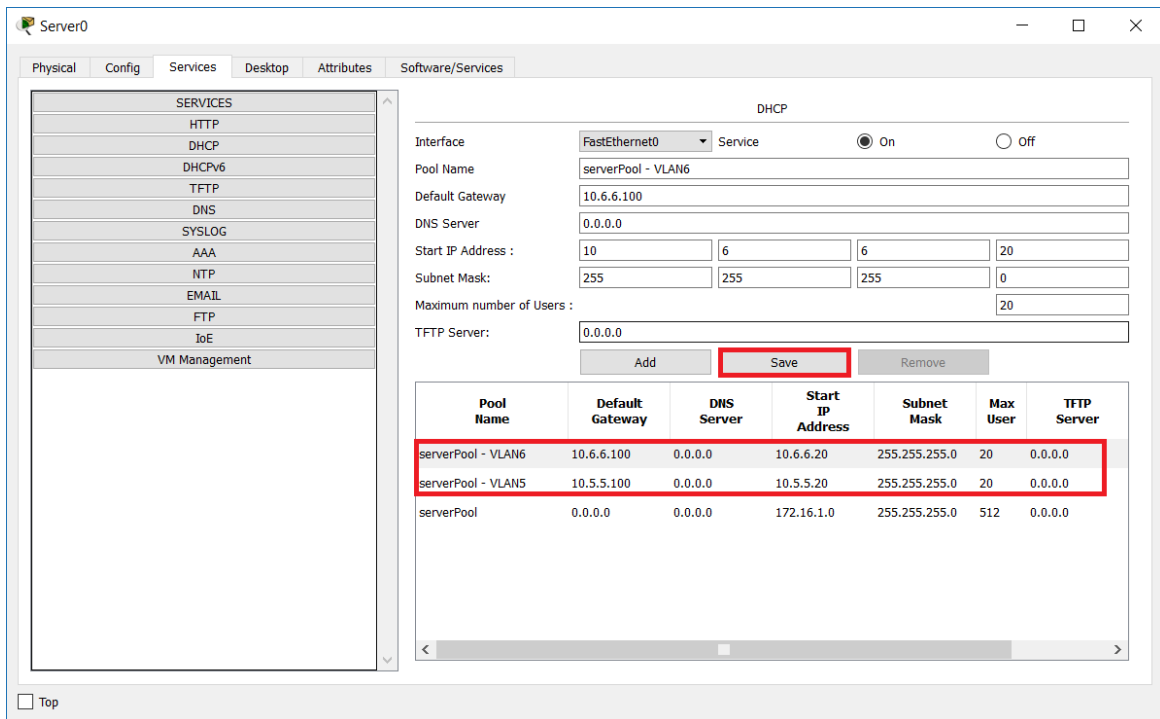 Server0
Physical Config Services Desktop Attributes Software/Services
SERVICES
HTTP
DHCP
DHCPv6
TFTP
DNS
SYSLOG
AAA
NTP
EMAIL
FTP
IoE
VM Management
DHCP
Interface FastEthernet0 Service On Off
Pool Name serverPool - VLAN6
Default Gateway 10.6.6.100
DNS Server 0.0.0.0
Start IP Address : 10 6 6 20
Subnet Mask: 255 255 255 0
Maximum number of Users : 20
TFTP Server: 0.0.0.0
Add Save Remove
Pool Name Default Gateway DNS Server Start IP Address Subnet Mask Max User TFTP Server
serverPool - VLAN6 10.6.6.100 0.0.0.0 10.6.6.20 255.255.255.0 20 0.0.0.0
serverPool - VLAN5 10.5.5.100 0.0.0.0 10.5.5.20 255.255.255.0 20 0.0.0.0
serverPool 0.0.0.0 0.0.0.0 172.16.1.0 255.255.255.0 512 0.0.0.0
Top